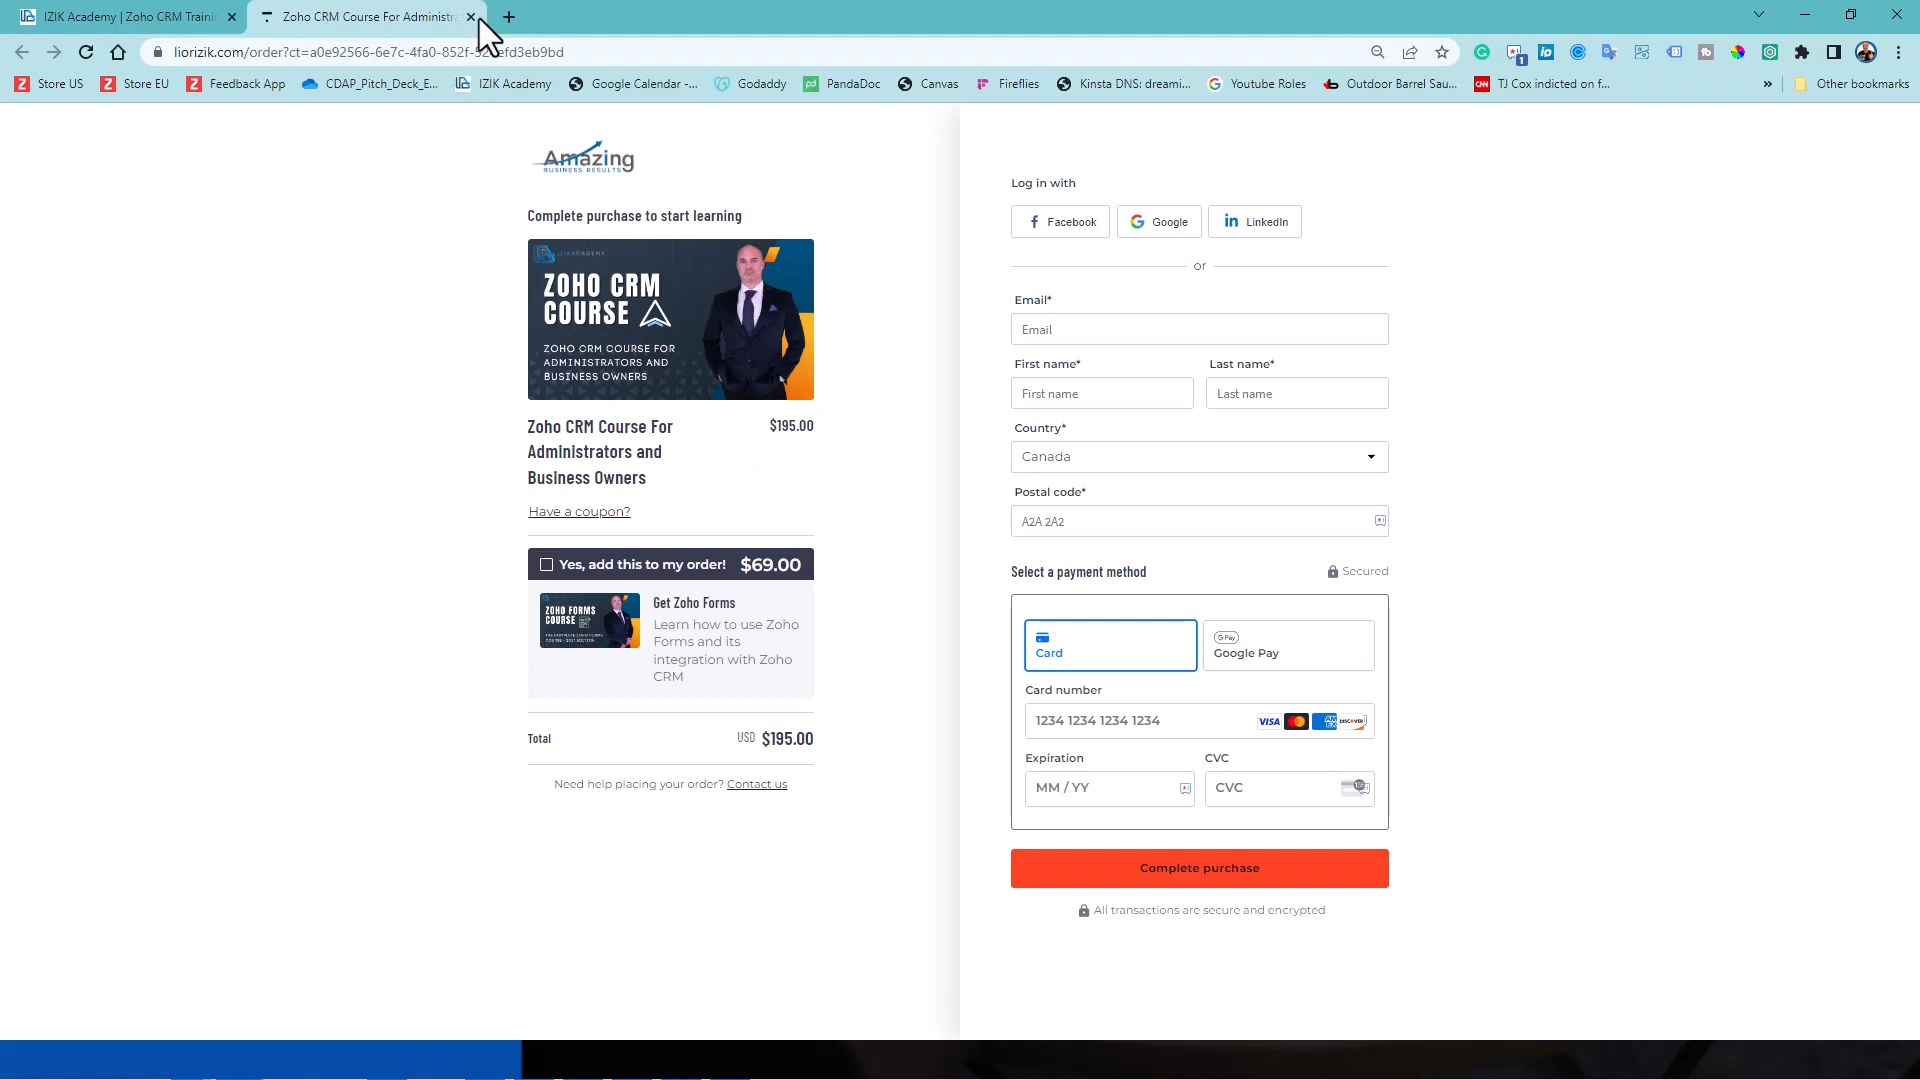 IZIK Academy | Zoho CRM Trainin
Zoho CRM Course For Administra
liorizik.com/order?ct=a0e92566-6e7c-4fa0-852f-52 efd3eb9bd
Store US
Store EU
Feedback App
CDAP_Pitch_Deck_E...
IZIK Academy
Google Calendar -...
Godaddy
PandaDoc
Canvas
Fireflies
Kinsta DNS: dreami...
Youtube Roles
Outdoor Barrel Sau...
CNN
TJ Cox indicted on f...
»
Other bookmarks
Amazing
BUSINESS RESULTS
Complete purchase to start learning
IZIKACADEMY
ZOHO CRM
COURSE
ZOHO CRM COURSE FOR
ADMINISTRATORS AND
BUSINESS OWNERS
Zoho CRM Course For
Administrators and
Business Owners
$195.00
Have a coupon?
Yes, add this to my order! $69.00
ZOHO FORMS
COURSE
Get Zoho Forms
Learn how to use Zoho
Forms and its
integration with Zoho
CRM
Total USD $195.00
Need help placing your order? Contact us
Log in with
Facebook
Google
LinkedIn
or
Email*
Email
First name*
Last name*
First name
Last name
Country*
Canada
Postal code*
A2A 2A2
Select a payment method
Secured
Card
G Pay
Google Pay
Card number
1234 1234 1234 1234
VISA
AMEX
DISCOVER
Expiration
CVC
MM / YY
CVC
Complete purchase
All transactions are secure and encrypted